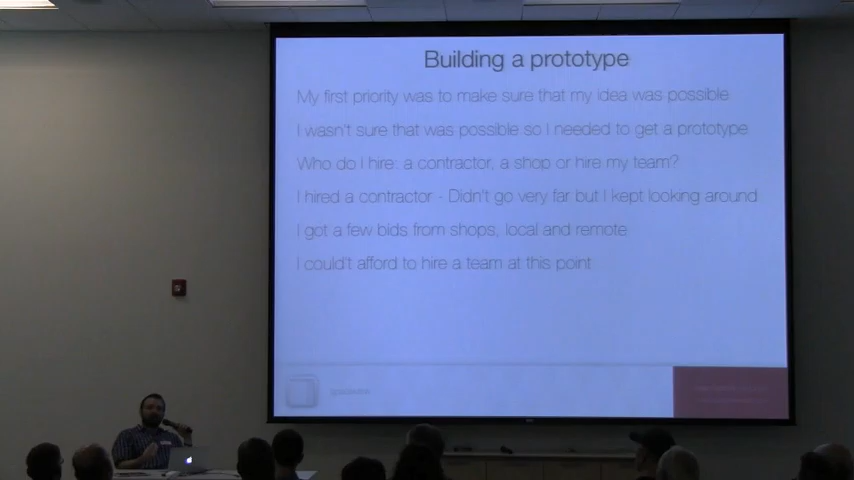 Building a prototype
My first priority was to make sure that my idea was possible
I wasn't sure that was possible so I needed to get a prototype
Who do I hire: a contractor, a shop or hire my team?
I hired a contractor - Didn't go very far but I kept looking around
I got a few bids from shops, local and remote
I could't afford to hire a team at this point